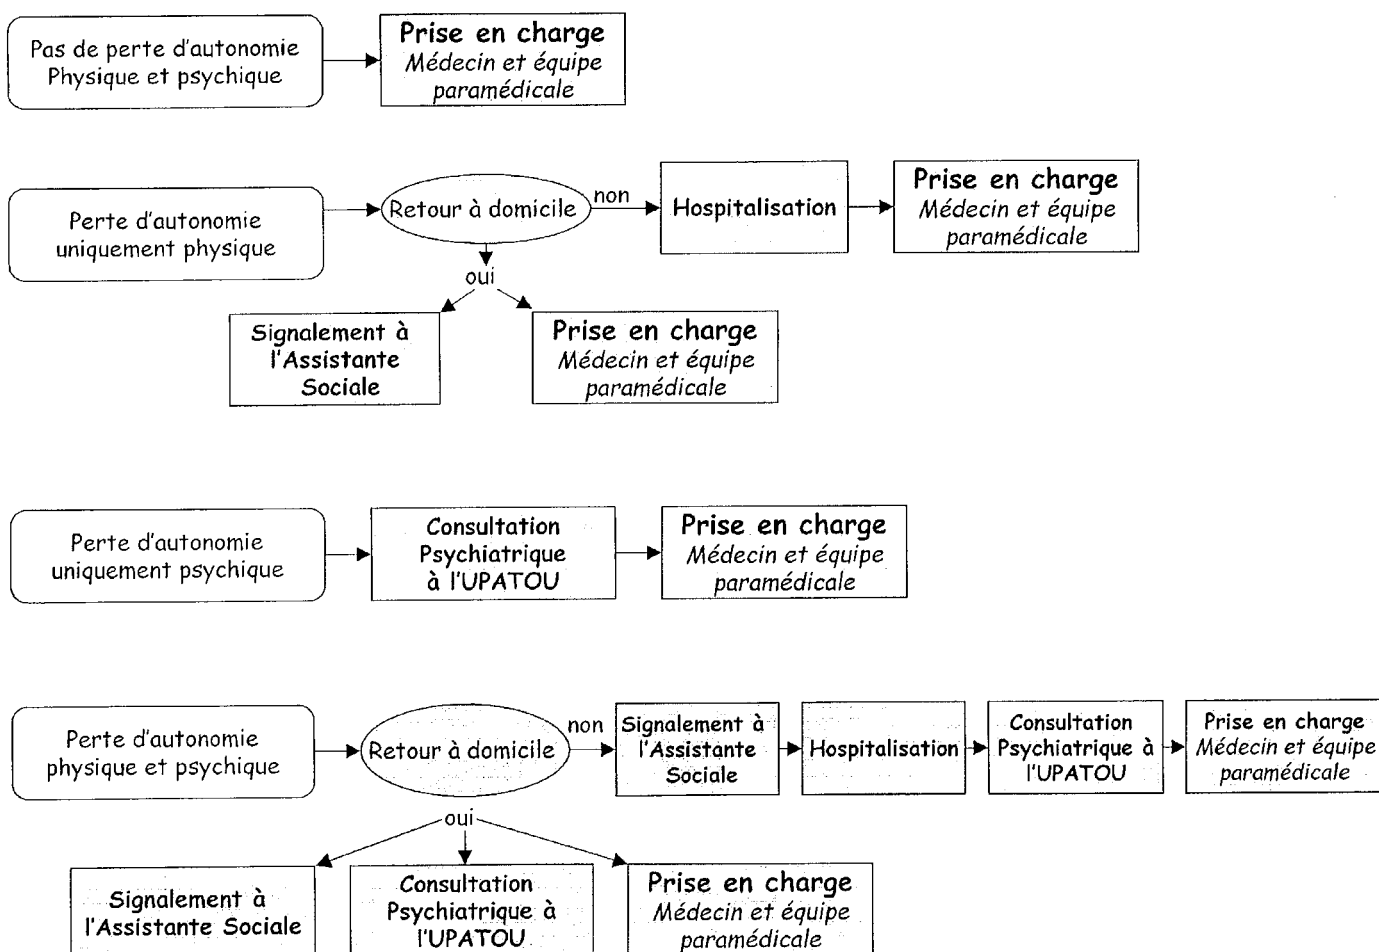 Pas de perte d'autonomie
Physique et psychique
Prise en charge
Médecin et équipe
paramédicale
Perte d'autonomie
uniquement physique
Retour à domicile
non
Hospitalisation
Prise en charge
Médecin et équipe
paramédicale
oui
Signalement à
l'Assistante
Sociale
Prise en charge
Médecin et équipe
paramédicale
Perte d'autonomie
uniquement psychique
Consultation
Psychiatrique
à l'UPATOU
Prise en charge
Médecin et équipe
paramédicale
Perte d'autonomie
physique et psychique
Retour à domicile
non
Signalement à
l'Assistante
Sociale
Hospitalisation
Consultation
Psychiatrique à
l'UPATOU
Prise en charge
Médecin et équipe
paramédicale
oui
Signalement à
l'Assistante Sociale
Consultation
Psychiatrique à
l'UPATOU
Prise en charge
Médecin et équipe
paramédicale